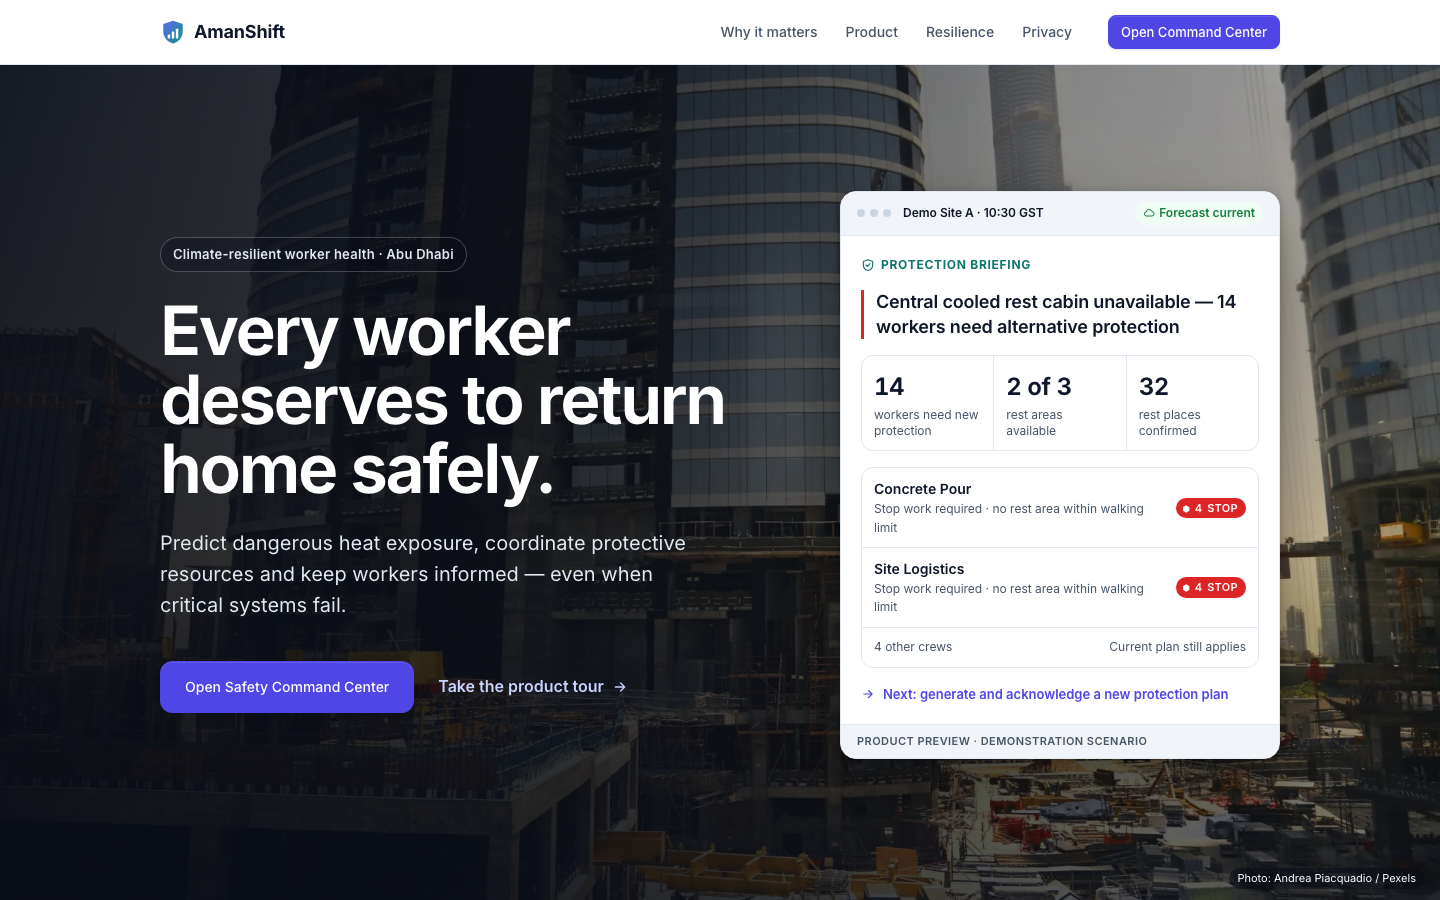 AmanShift
Why it matters
Product
Resilience
Privacy
Open Command Center
Climate-resilient worker health · Abu Dhabi
Every worker
deserves to return
home safely.
Predict dangerous heat exposure, coordinate protective
resources and keep workers informed — even when
critical systems fail.
Open Safety Command Center
Take the product tour →
Demo Site A · 10:30 GST
Forecast current
PROTECTION BRIEFING
Central cooled rest cabin unavailable — 14
workers need alternative protection
14
workers need new
protection
2 of 3
rest areas
available
32
rest places
confirmed
Concrete Pour
Stop work required · no rest area within walking
limit
4 STOP
Site Logistics
Stop work required · no rest area within walking
limit
4 STOP
4 other crews
Current plan still applies
→ Next: generate and acknowledge a new protection plan
PRODUCT PREVIEW · DEMONSTRATION SCENARIO
Photo: Andrea Piacquadio / Pexels